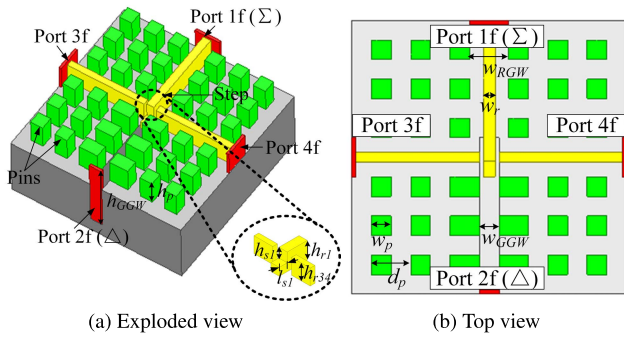 Port 1f (Σ)
Port 3f
Step
Port 4f
Pins
h_p
h_GGW
Port 2f (△)
h_s1
h_r1
l_s1
h_r34
(a) Exploded view
Port 1f (Σ)
w_RGW
w_r
Port 3f
Port 4f
w_p
w_GGW
d_p
Port 2f (△)
(b) Top view